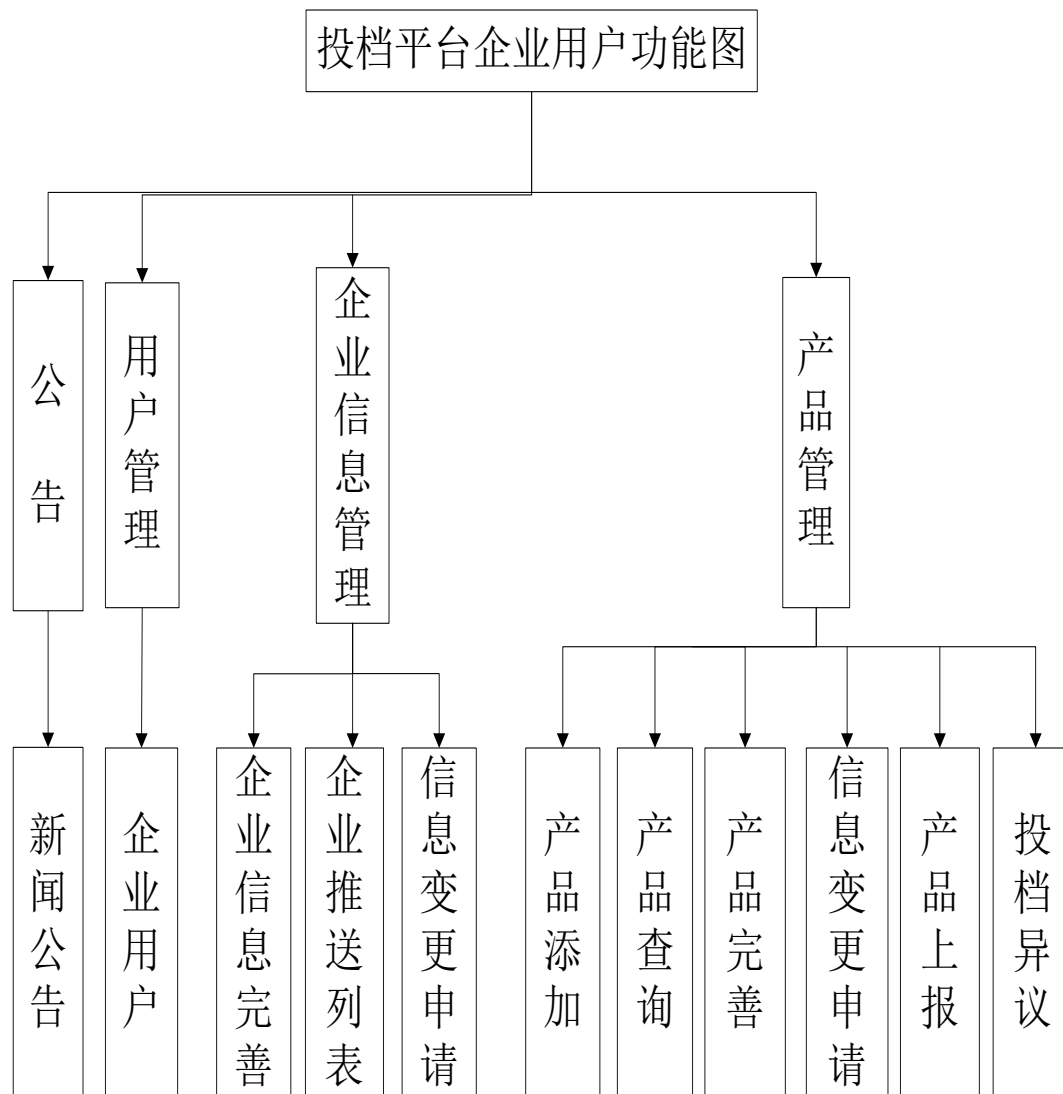 投档平台企业用户功能图
公告
用户管理
企业信息管理
产品管理
新闻公告
企业用户
企业信息完善
企业推送列表
信息变更申请
产品添加
产品查询
产品完善
信息变更申请
产品上报
投档异议